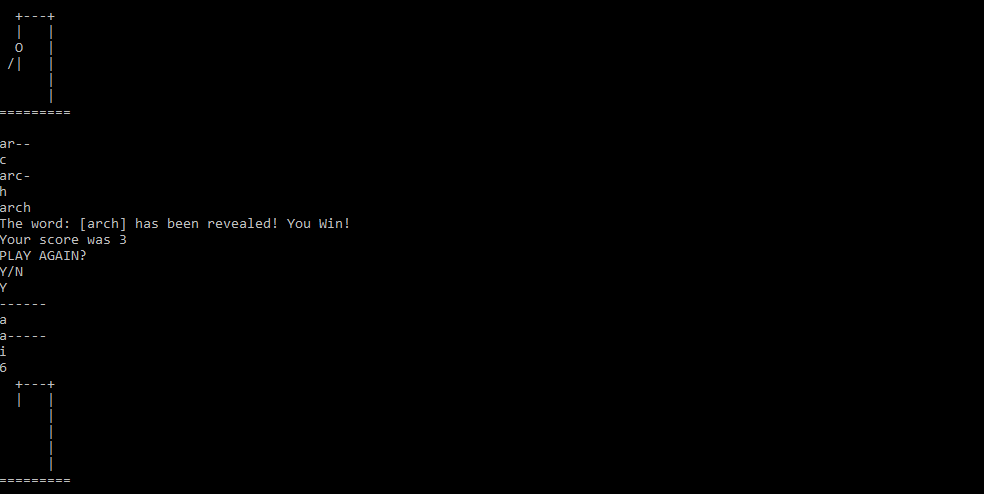 +---+
  |   |
  O   |
 /|   |
      |
      |
=========

ar--
c
arc-
h
arch
The word: [arch] has been revealed! You Win!
Your score was 3
PLAY AGAIN?
Y/N
Y
------
a
a-----
i
6
  +---+
  |   |
      |
      |
      |
      |
=========